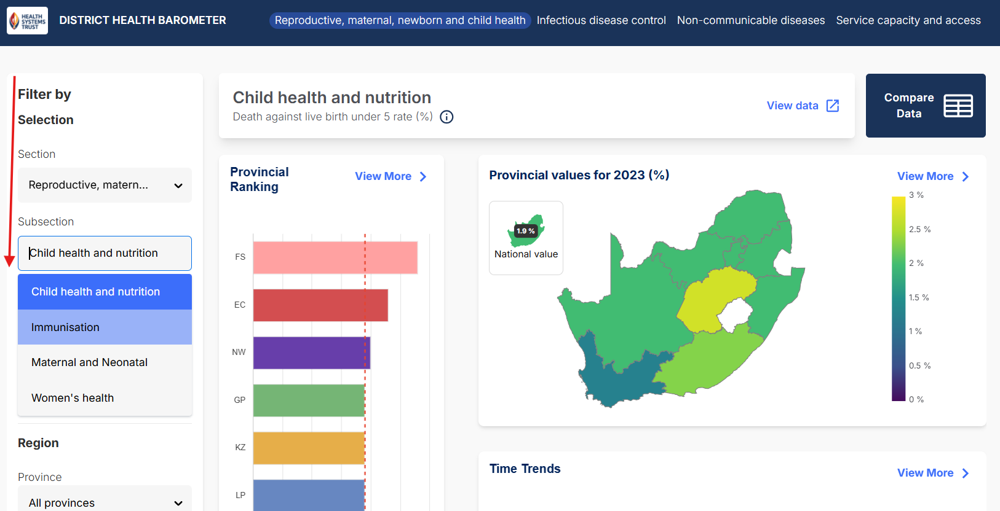 HEALTH
SYSTEMS
TRUST
DISTRICT HEALTH BAROMETER
Reproductive, maternal, newborn and child health
Infectious disease control
Non-communicable diseases
Service capacity and access
Filter by
Selection
Section
Reproductive, matern...
Subsection
Child health and nutrition
Child health and nutrition
Immunisation
Maternal and Neonatal
Women's health
Region
Province
All provinces
Child health and nutrition
Death against live birth under 5 rate (%)
View data
Compare
Data
Provincial
Ranking
View More
FS
EC
NW
GP
KZ
LP
Provincial values for 2023 (%)
View More
1.9 %
National value
3 %
2.5 %
2 %
1.5 %
1 %
0.5 %
0 %
Time Trends
View More